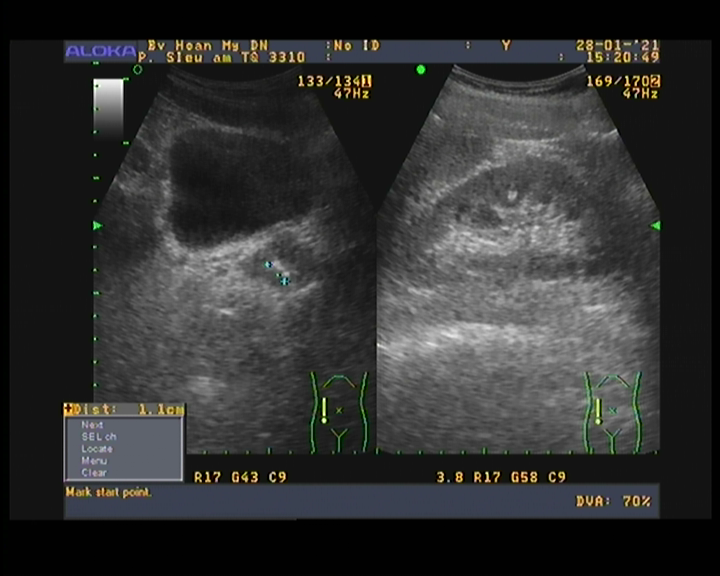 ALOKA
Bv Hoan My DN :No ID : Y 28-01-'21
P. Sieu am TQ 3310 : : 15:20:49
133/134 1
47Hz
169/170 2
47Hz
+Dist: 1.1cm
Next
SEL ch
Locate
Menu
Clear
R17 G43 C9
3.8 R17 G58 C9
Mark start point.
DVA: 70%